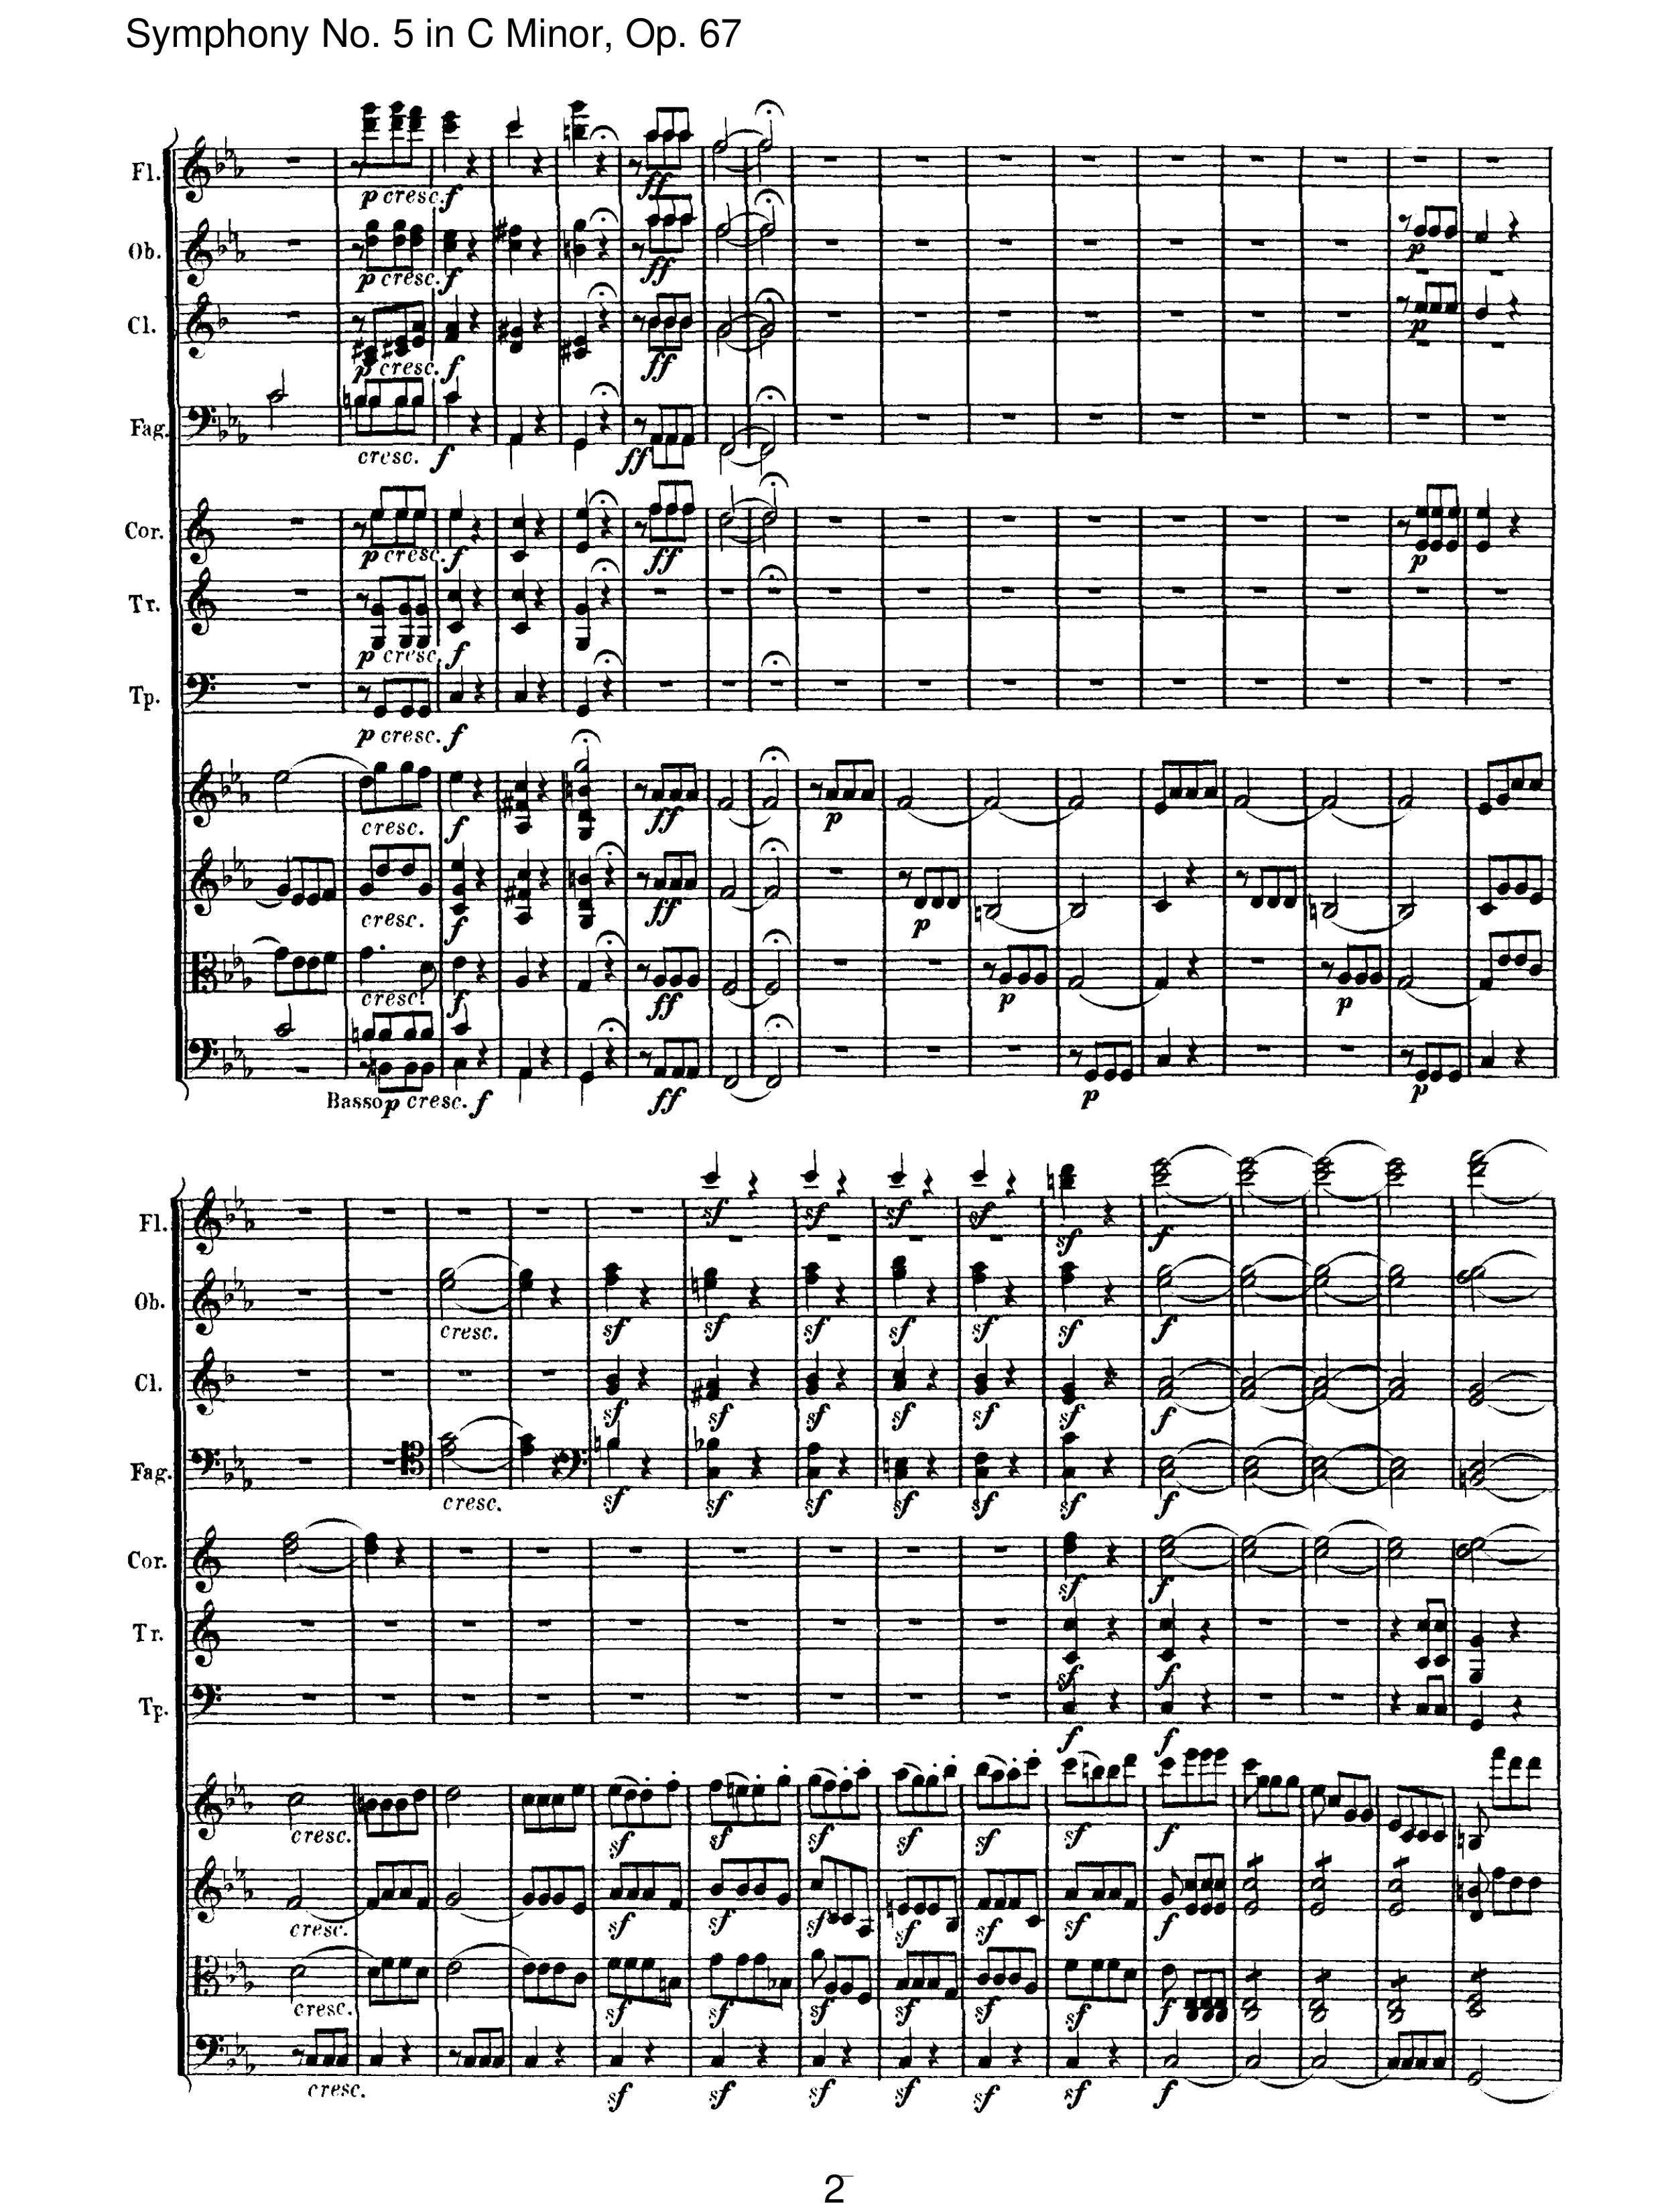 Symphony No. 5 in C Minor, Op. 67
Fl.
p cresc. f ff
Ob.
p cresc. f ff p
Cl.
p cresc. f ff p
Fag.
cresc. f ff
Cor.
p cresc. f ff p
Tr.
p cresc. f
Tp.
p cresc. f
cresc. f ff p
cresc. f ff p
cresc. f ff p p
Basso p cresc. f ff p p
Fl.
sf sf sf sf sf f
Ob.
cresc. sf sf sf sf sf sf f
Cl.
sf sf sf sf sf sf f
Fag.
cresc. sf sf sf sf sf sf f
Cor.
sf f
Tr.
sf f
Tp.
f f
cresc. sf sf sf sf sf sf f
cresc. sf sf sf sf sf sf f
cresc. sf sf sf sf sf sf f
cresc. sf sf sf sf sf sf f
2